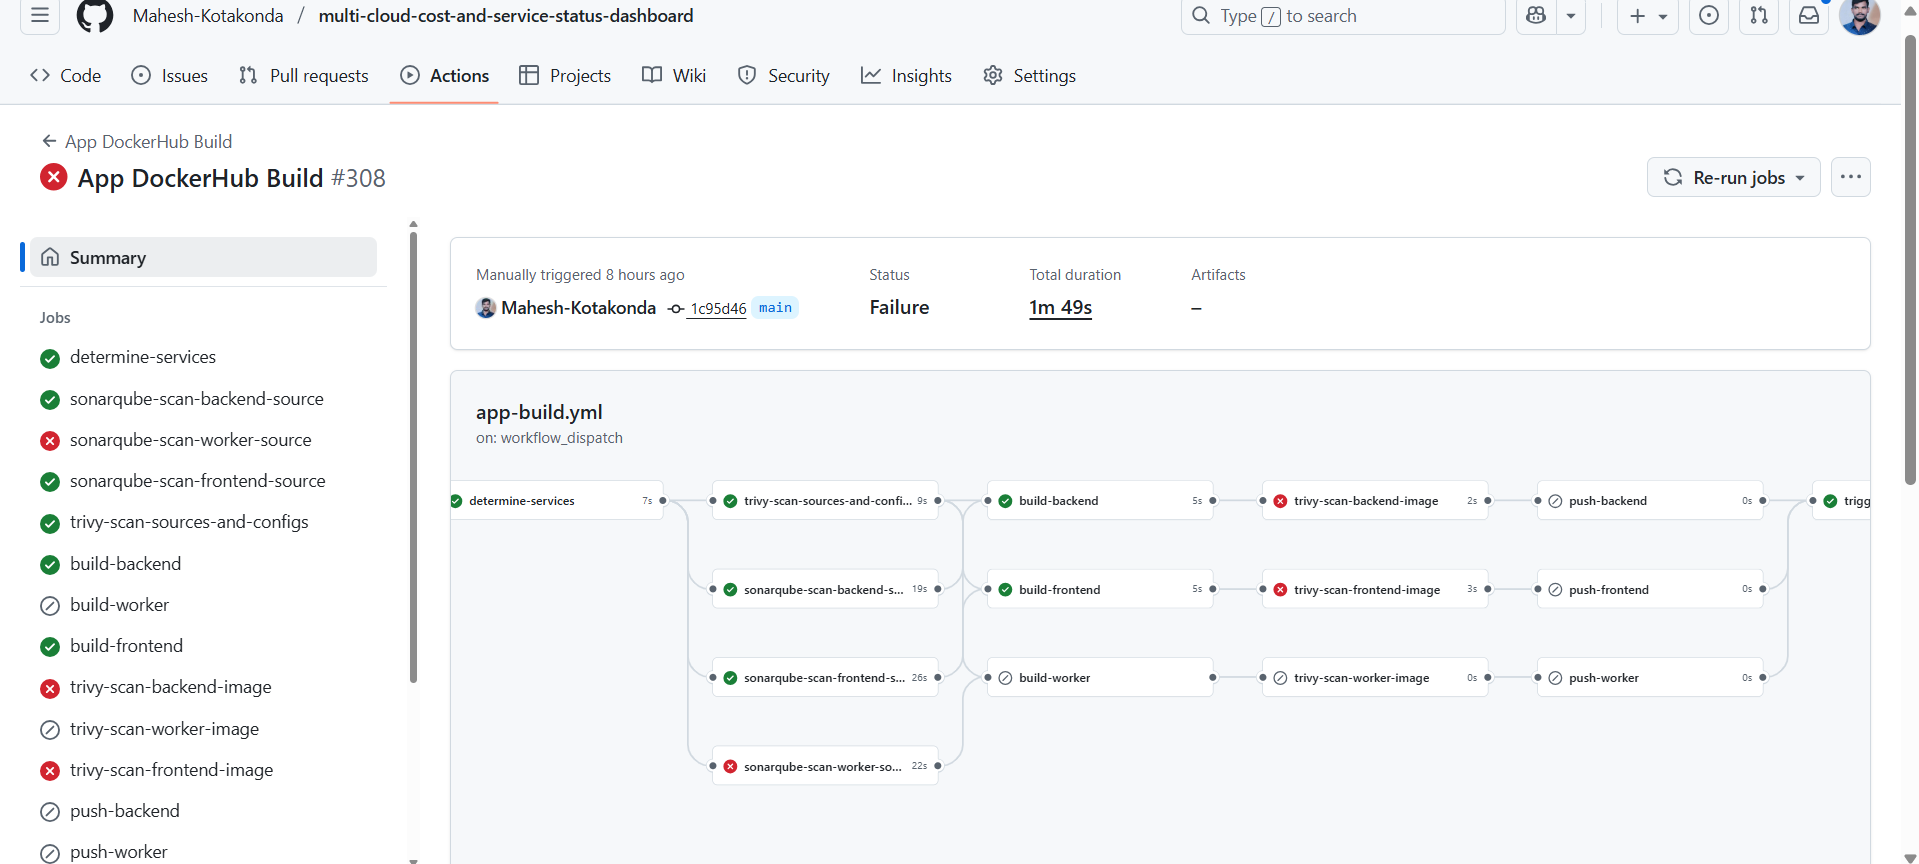 Mahesh-Kotakonda / multi-cloud-cost-and-service-status-dashboard
Type / to search
Code
Issues
Pull requests
Actions
Projects
Wiki
Security
Insights
Settings
← App DockerHub Build
App DockerHub Build #308
Re-run jobs
Summary
Jobs
determine-services
sonarqube-scan-backend-source
sonarqube-scan-worker-source
sonarqube-scan-frontend-source
trivy-scan-sources-and-configs
build-backend
build-worker
build-frontend
trivy-scan-backend-image
trivy-scan-worker-image
trivy-scan-frontend-image
push-backend
push-worker
Manually triggered 8 hours ago
Mahesh-Kotakonda 1c95d46 main
Status
Failure
Total duration
1m 49s
Artifacts
–
app-build.yml
on: workflow_dispatch
determine-services 7s
trivy-scan-sources-and-confi... 9s
build-backend 5s
trivy-scan-backend-image 2s
push-backend 0s
trigg
sonarqube-scan-backend-s... 19s
build-frontend 5s
trivy-scan-frontend-image 3s
push-frontend 0s
sonarqube-scan-frontend-s... 26s
build-worker
trivy-scan-worker-image 0s
push-worker 0s
sonarqube-scan-worker-so... 22s